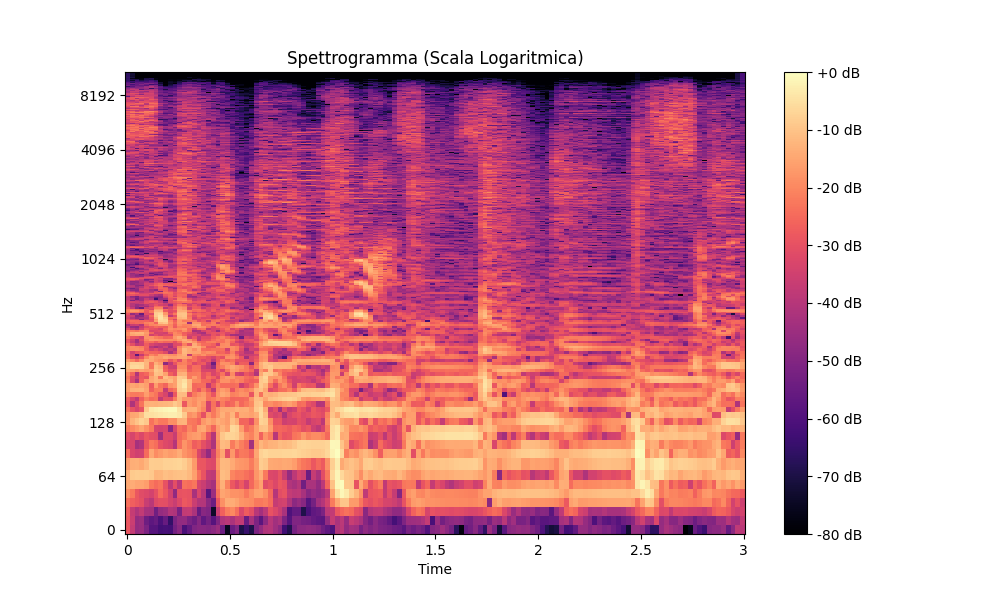 Spettrogramma (Scala Logaritmica)
Hz
8192
4096
2048
1024
512
256
128
64
0
0 0.5 1 1.5 2 2.5 3
Time
+0 dB
-10 dB
-20 dB
-30 dB
-40 dB
-50 dB
-60 dB
-70 dB
-80 dB